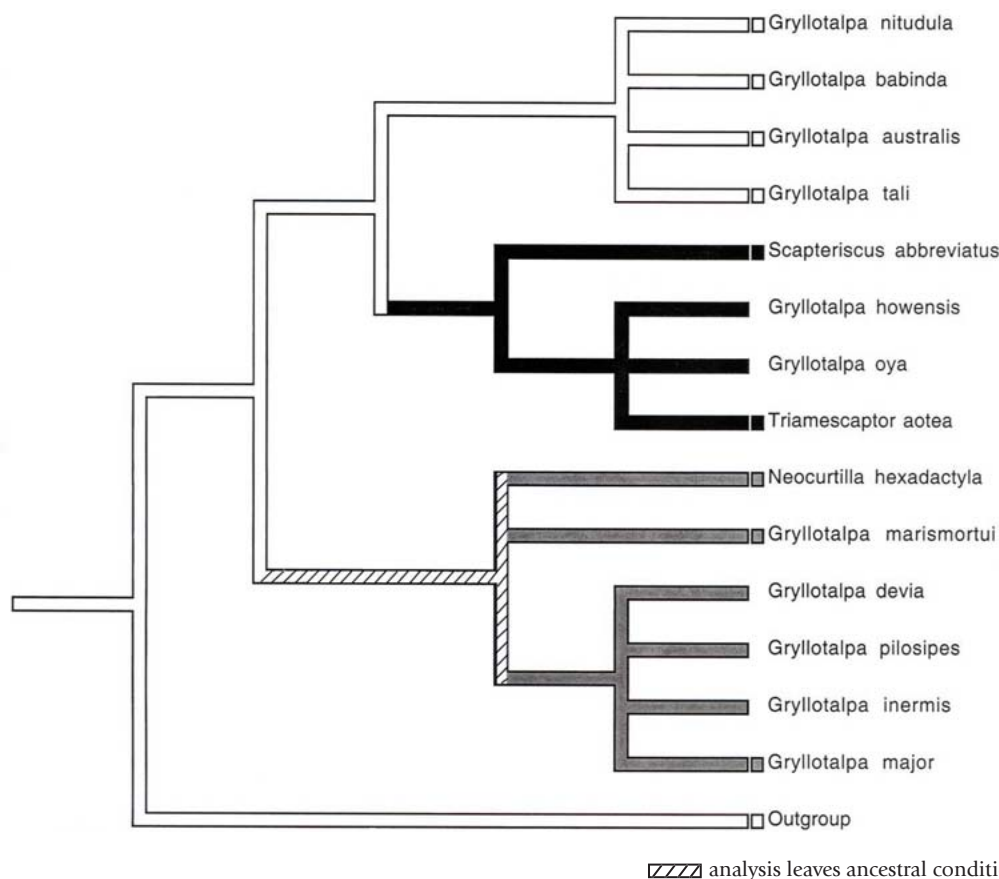 Gryllotalpa nitudula
Gryllotalpa babinda
Gryllotalpa australis
Gryllotalpa tali
Scapteriscus abbreviatus
Gryllotalpa howensis
Gryllotalpa oya
Triamescaptor aotea
Neocurtilla hexadactyla
Gryllotalpa marismortui
Gryllotalpa devia
Gryllotalpa pilosipes
Gryllotalpa inermis
Gryllotalpa major
Outgroup
analysis leaves ancestral conditi